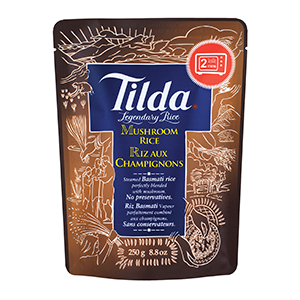 2
Tilda®
Legendary Rice
MUSHROOM
RICE
RIZ AUX
CHAMPIGNONS
Steamed Basmati rice
perfectly blended
with mushroom.
No preservatives.
Riz Basmati Vapeur
parfaitement combiné
aux champignons.
Sans conservateurs.
250 g 8.8 oz